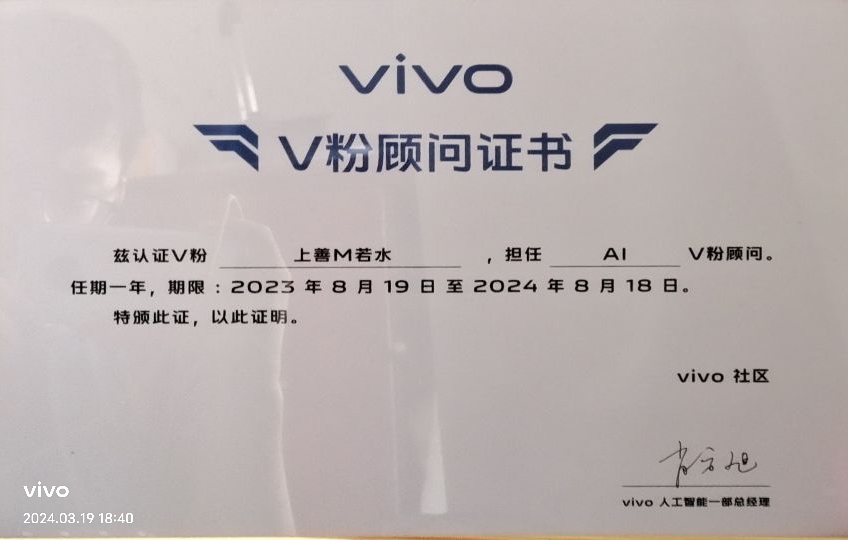 vivo
V粉顾问证书
兹认证V粉 上善M若水 ，担任 AI V粉顾问。
任期一年，期限：2023 年 8 月 19 日 至 2024 年 8 月 18 日。
特颁此证，以此证明。
vivo 社区
vivo 人工智能一部总经理
vivo
2024.03.19 18:40